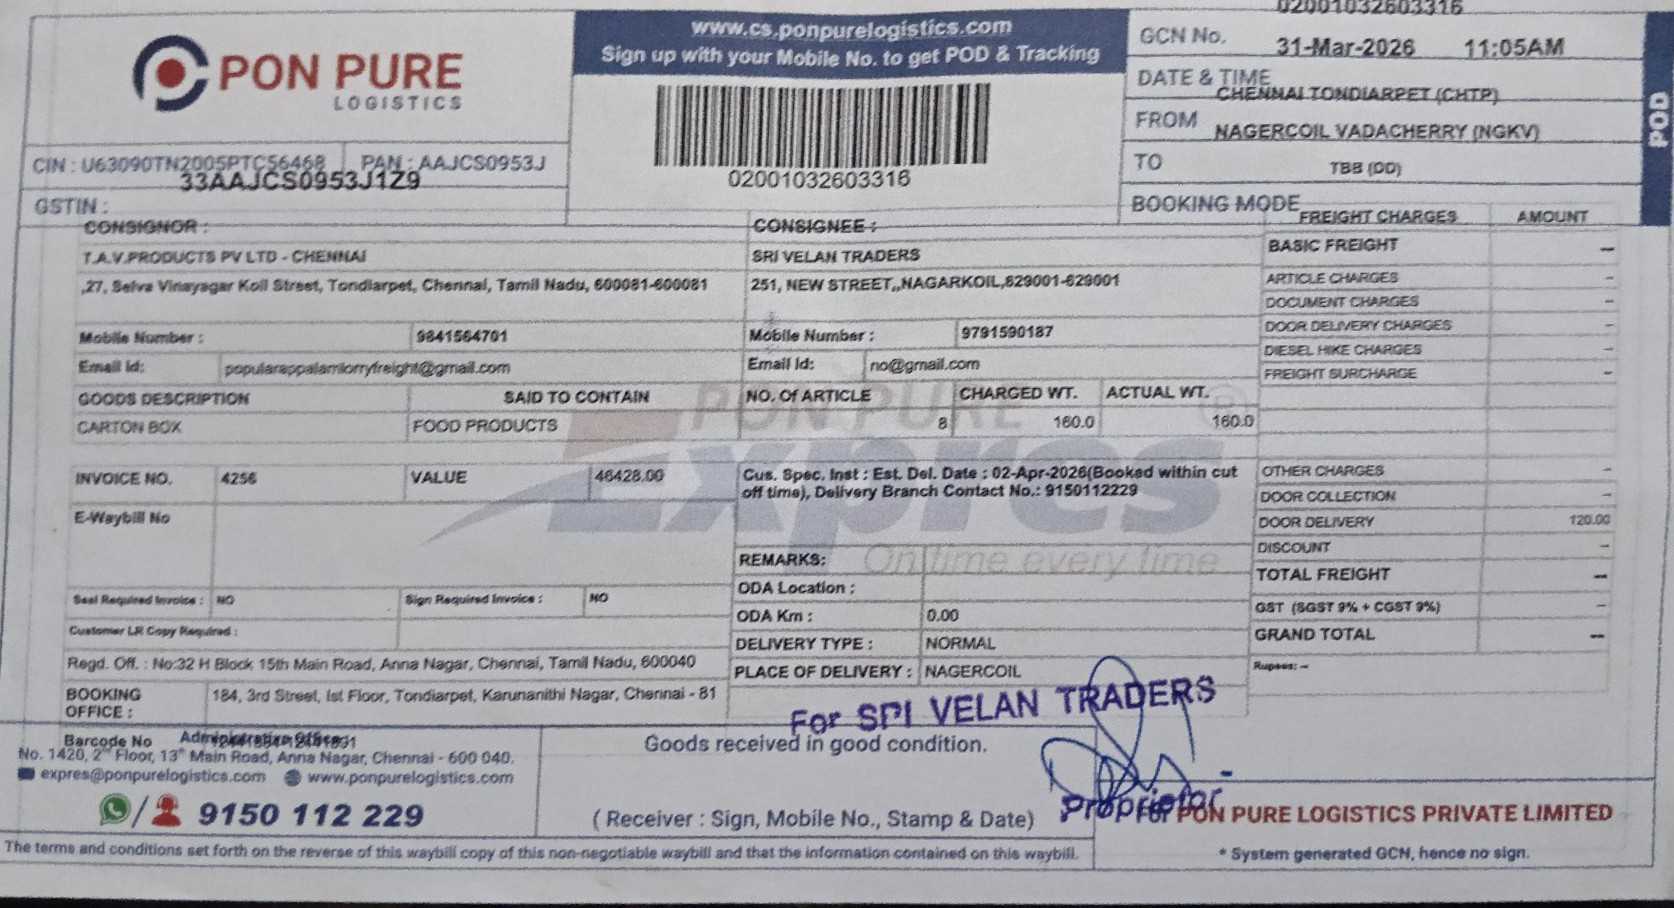 02001032603316
www.cs.ponpurelogistics.com
Sign up with your Mobile No. to get POD & Tracking
PON PURE
LOGISTICS
GCN No.
31-Mar-2026 11:05AM
DATE & TIME
CHENNAI TONDIARPET (CHTP)
FROM
NAGERCOIL VADACHERRY (NGKV)
TO
TBB (DD)
BOOKING MODE
POD
02001032603316
CIN : U63090TN2005PTC56468 PAN : AAJCS0953J
33AAJCS0953J1Z9
GSTIN :
CONSIGNOR : CONSIGNEE :
T.A.V.PRODUCTS PV LTD - CHENNAI SRI VELAN TRADERS
,27, Selva Vinayagar Koil Street, Tondiarpet, Chennai, Tamil Nadu, 600081-600081 251, NEW STREET,,NAGARKOIL,629001-629001
Mobile Number : 9841564701 Mobile Number : 9791590187
Email Id: popularappalamlorryfreight@gmail.com Email Id: no@gmail.com
GOODS DESCRIPTION SAID TO CONTAIN NO. Of ARTICLE CHARGED WT. ACTUAL WT.
CARTON BOX FOOD PRODUCTS 8 160.0 160.0
INVOICE NO. 4256 VALUE 46428.00 Cus. Spec. Inst : Est. Del. Date : 02-Apr-2026(Booked within cut
off time), Delivery Branch Contact No.: 9150112229
E-Waybill No
REMARKS:
ODA Location :
Seal Required Invoice : NO Sign Required Invoice : NO
ODA Km : 0.00
Customer LR Copy Required :
DELIVERY TYPE : NORMAL
Regd. Off. : No:32 H Block 15th Main Road, Anna Nagar, Chennai, Tamil Nadu, 600040
PLACE OF DELIVERY : NAGERCOIL
BOOKING OFFICE : 184, 3rd Street, Ist Floor, Tondiarpet, Karunanithi Nagar, Chennai - 81
FREIGHT CHARGES AMOUNT
BASIC FREIGHT --
ARTICLE CHARGES -
DOCUMENT CHARGES -
DOOR DELIVERY CHARGES -
DIESEL HIKE CHARGES -
FREIGHT SURCHARGE -
OTHER CHARGES -
DOOR COLLECTION -
DOOR DELIVERY 120.00
DISCOUNT -
TOTAL FREIGHT --
GST (SGST 9% + CGST 9%) -
GRAND TOTAL --
Rupees: --
PON PURE
Expres
On time every time
For SRI VELAN TRADERS
Proprietor
Barcode No
Administrative Office
No. 1420, 2nd Floor, 13th Main Road, Anna Nagar, Chennai - 600 040.
expres@ponpurelogistics.com www.ponpurelogistics.com
/ 9150 112 229
Goods received in good condition.
( Receiver : Sign, Mobile No., Stamp & Date)
For PON PURE LOGISTICS PRIVATE LIMITED
The terms and conditions set forth on the reverse of this waybill copy of this non-negotiable waybill and that the information contained on this waybill.
* System generated GCN, hence no sign.